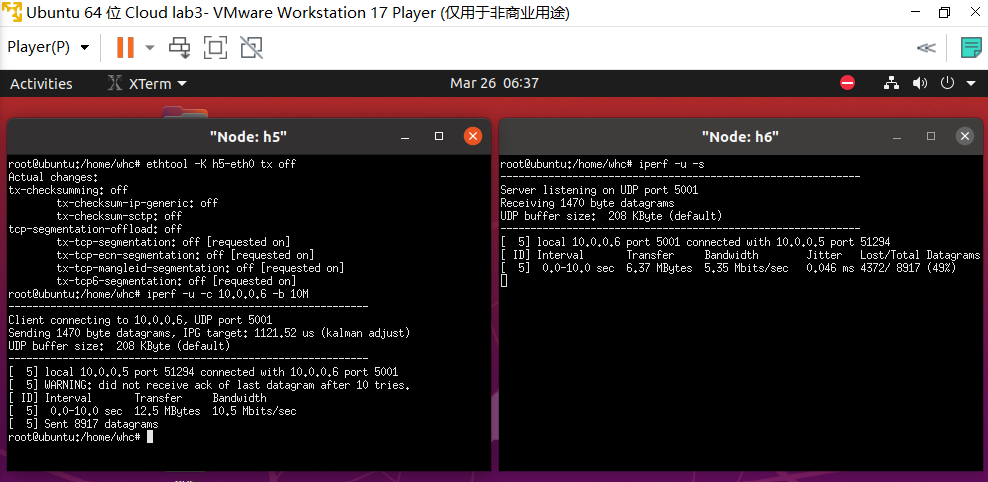 Ubuntu 64 位 Cloud lab3- VMware Workstation 17 Player (仅用于非商业用途)
Player(P)
Activities
XTerm
Mar 26 06:37
"Node: h5"
root@ubuntu:/home/whc# ethtool -K h5-eth0 tx off
Actual changes:
tx-checksumming: off
tx-checksum-ip-generic: off
tx-checksum-sctp: off
tcp-segmentation-offload: off
tx-tcp-segmentation: off [requested on]
tx-tcp-ecn-segmentation: off [requested on]
tx-tcp-mangleid-segmentation: off [requested on]
tx-tcp6-segmentation: off [requested on]
root@ubuntu:/home/whc# iperf -u -c 10.0.0.6 -b 10M
------------------------------------------------------------
Client connecting to 10.0.0.6, UDP port 5001
Sending 1470 byte datagrams, IPG target: 1121.52 us (kalman adjust)
UDP buffer size:  208 KByte (default)
------------------------------------------------------------
[  5] local 10.0.0.5 port 51294 connected with 10.0.0.6 port 5001
[  5] WARNING: did not receive ack of last datagram after 10 tries.
[ ID] Interval       Transfer     Bandwidth
[  5]  0.0-10.0 sec  12.5 MBytes  10.5 Mbits/sec
[  5] Sent 8917 datagrams
root@ubuntu:/home/whc#
"Node: h6"
root@ubuntu:/home/whc# iperf -u -s
------------------------------------------------------------
Server listening on UDP port 5001
Receiving 1470 byte datagrams
UDP buffer size:  208 KByte (default)
------------------------------------------------------------
[  5] local 10.0.0.6 port 5001 connected with 10.0.0.5 port 51294
[ ID] Interval       Transfer     Bandwidth        Jitter   Lost/Total Datagrams
[  5]  0.0-10.0 sec  6.37 MBytes  5.35 Mbits/sec   0.046 ms 4372/ 8917 (49%)